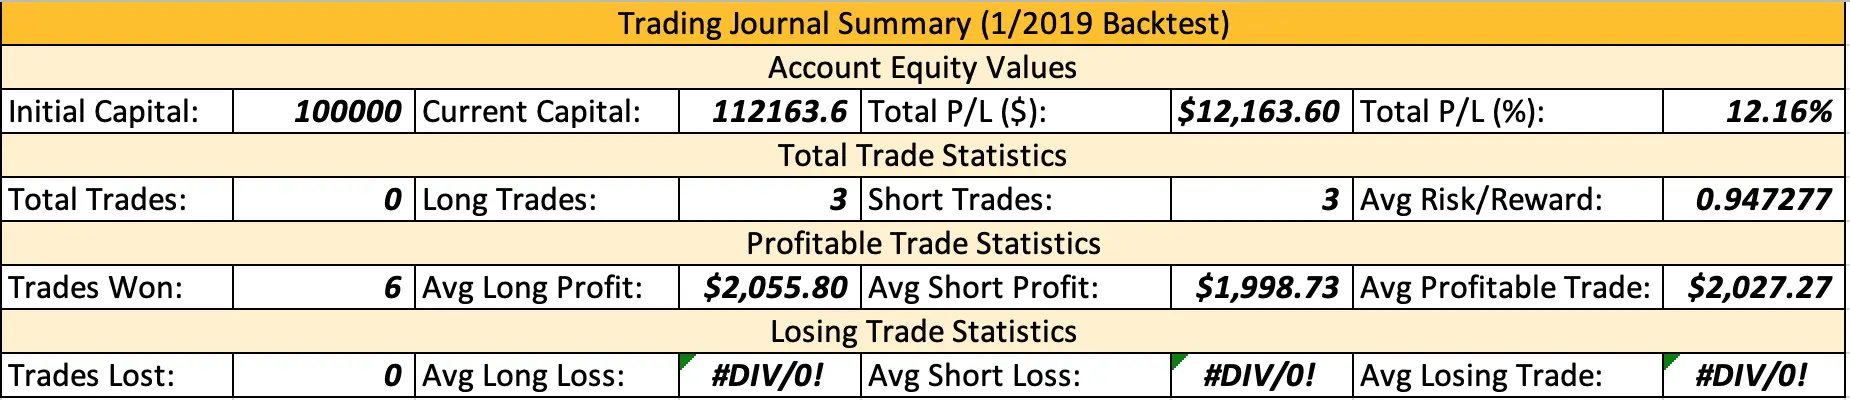 Trading Journal Summary (1/2019 Backtest)
Account Equity Values
Initial Capital: 100000 Current Capital: 112163.6 Total P/L ($): $12,163.60 Total P/L (%): 12.16%
Total Trade Statistics
Total Trades: 0 Long Trades: 3 Short Trades: 3 Avg Risk/Reward: 0.947277
Profitable Trade Statistics
Trades Won: 6 Avg Long Profit: $2,055.80 Avg Short Profit: $1,998.73 Avg Profitable Trade: $2,027.27
Losing Trade Statistics
Trades Lost: 0 Avg Long Loss: #DIV/0! Avg Short Loss: #DIV/0! Avg Losing Trade: #DIV/0!